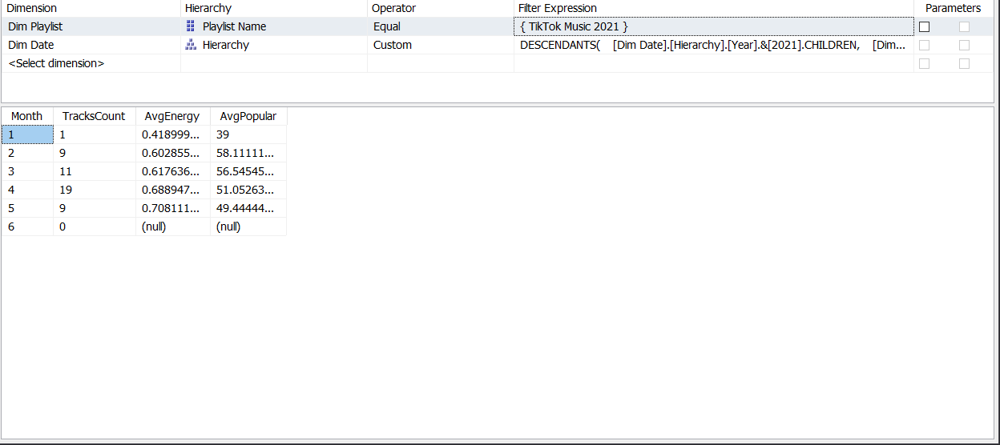 Dimension Hierarchy Operator Filter Expression Parameters
Dim Playlist Playlist Name Equal { TikTok Music 2021 }
Dim Date Hierarchy Custom DESCENDANTS( [Dim Date].[Hierarchy].[Year].&[2021].CHILDREN, [Dim...
<Select dimension>
Month TracksCount AvgEnergy AvgPopular
1 1 0.418999... 39
2 9 0.602855... 58.11111...
3 11 0.617636... 56.54545...
4 19 0.688947... 51.05263...
5 9 0.708111... 49.44444...
6 0 (null) (null)